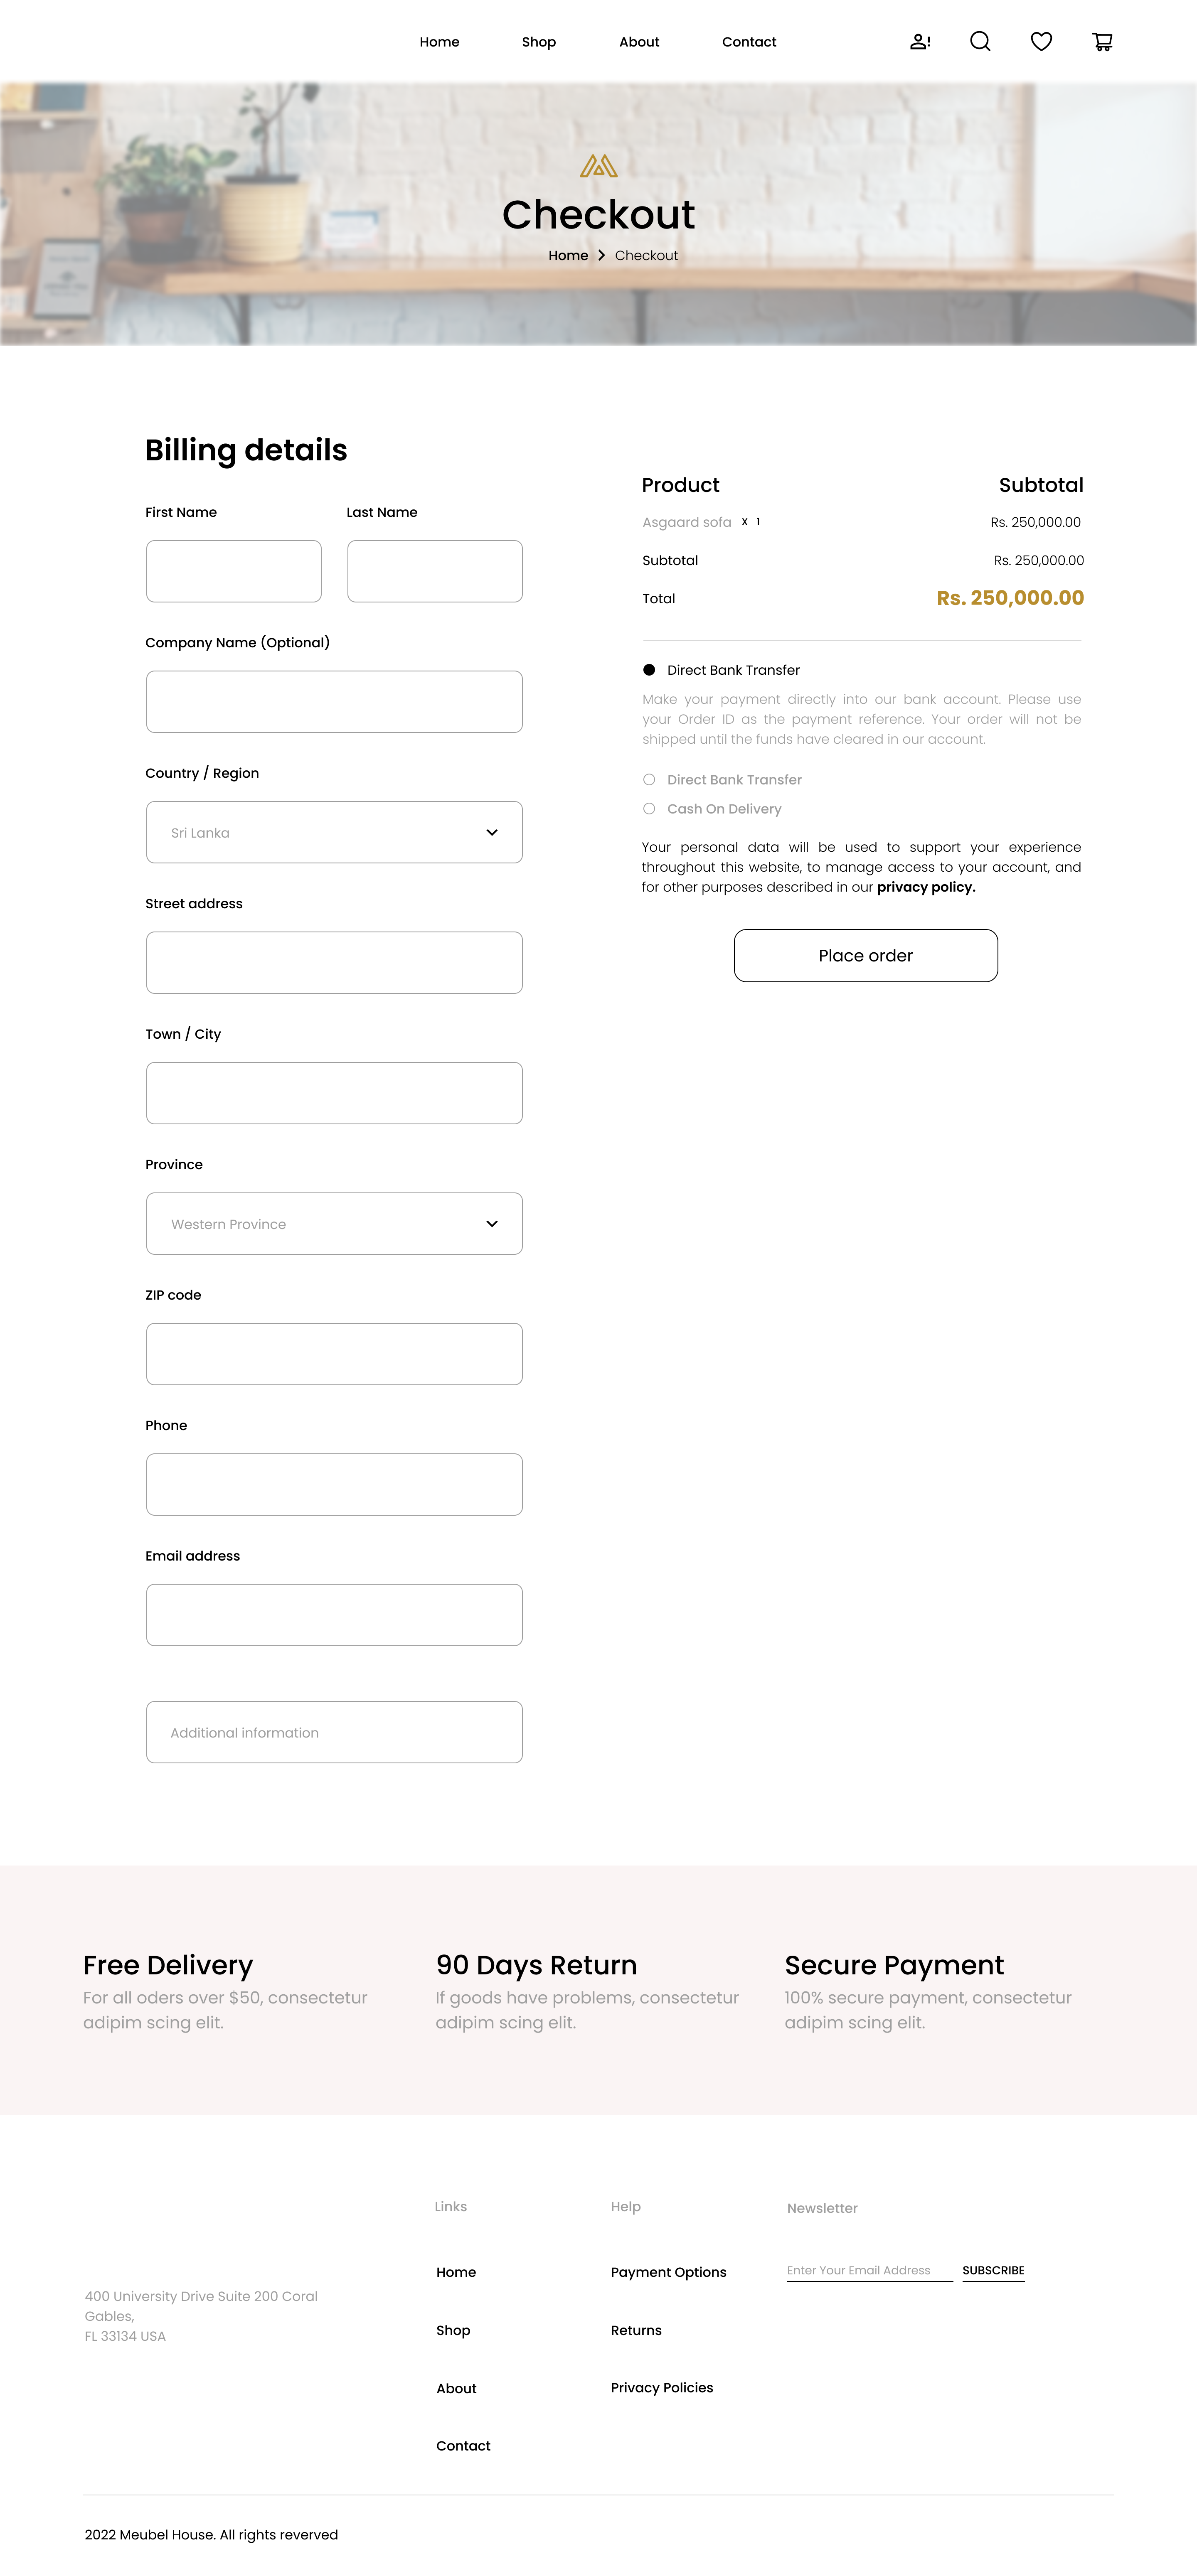 Home
Shop
About
Contact
Checkout
Home
Checkout
Billing details
First Name
Last Name
Company Name (Optional)
Country / Region
Sri Lanka
Street address
Town / City
Province
Western Province
ZIP code
Phone
Email address
Additional information
Product
Subtotal
Asgaard sofa X 1
Rs. 250,000.00
Subtotal
Rs. 250,000.00
Total
Rs. 250,000.00
Direct Bank Transfer
Make your payment directly into our bank account. Please use
your Order ID as the payment reference. Your order will not be
shipped until the funds have cleared in our account.
Direct Bank Transfer
Cash On Delivery
Your personal data will be used to support your experience
throughout this website, to manage access to your account, and
for other purposes described in our privacy policy.
Place order
Free Delivery
For all oders over $50, consectetur
adipim scing elit.
90 Days Return
If goods have problems, consectetur
adipim scing elit.
Secure Payment
100% secure payment, consectetur
adipim scing elit.
400 University Drive Suite 200 Coral
Gables,
FL 33134 USA
Links
Home
Shop
About
Contact
Help
Payment Options
Returns
Privacy Policies
Newsletter
Enter Your Email Address
SUBSCRIBE
2022 Meubel House. All rights reverved